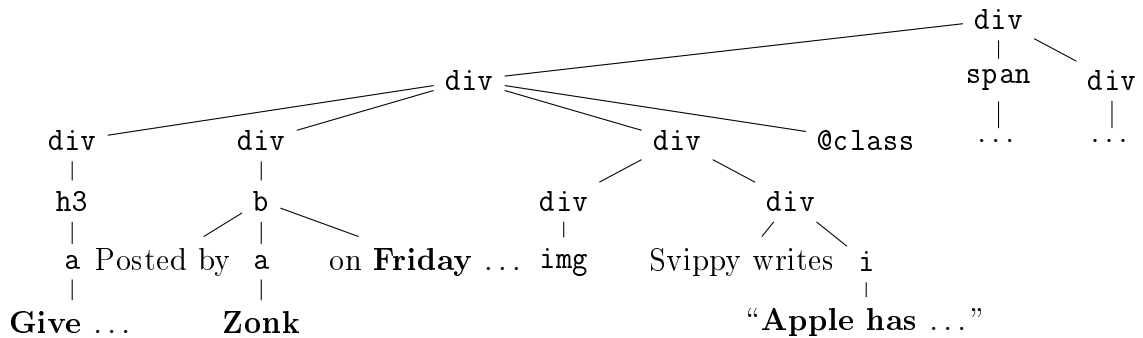 div
div span div
div div div @class … …
h3 b div div
a Posted by a on Friday … img Svippy writes i
Give … Zonk “Apple has …”